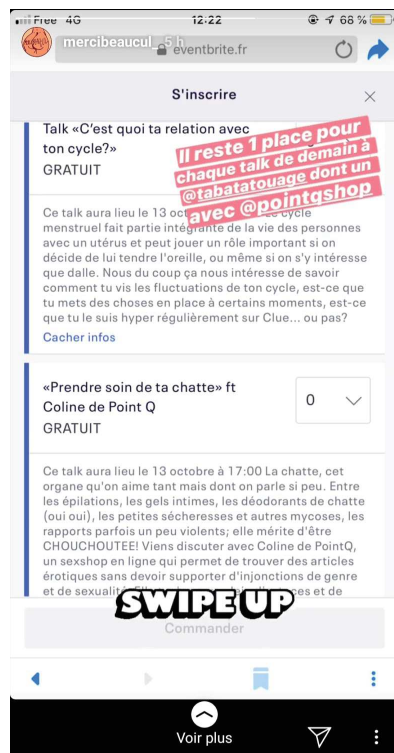 Free 4G 12:22 68 %
mercibeaucul_ 5 h
eventbrite.fr
S'inscrire
Talk «C'est quoi ta relation avec
ton cycle?»
GRATUIT
Il reste 1 place pour
chaque talk de demain à
@tabatatouage dont un
avec @pointqshop
Ce talk aura lieu le 13 oct cycle
menstruel fait partie intégrante de la vie des personnes
avec un utérus et peut jouer un rôle important si on
décide de lui tendre l'oreille, ou même si on s'y intéresse
que dalle. Nous du coup ça nous intéresse de savoir
comment tu vis les fluctuations de ton cycle, est-ce que
tu mets des choses en place à certains moments, est-ce
que tu le suis hyper régulièrement sur Clue... ou pas?
Cacher infos
«Prendre soin de ta chatte» ft
Coline de Point Q
0
GRATUIT
Ce talk aura lieu le 13 octobre à 17:00 La chatte, cet
organe qu'on aime tant mais dont on parle si peu. Entre
les épilations, les gels intimes, les déodorants de chatte
(oui oui), les petites sécheresses et autres mycoses, les
rapports parfois un peu violents; elle mérite d'être
CHOUCHOUTEE! Viens discuter avec Coline de PointQ,
un sexshop en ligne qui permet de trouver des articles
érotiques sans devoir supporter d'injonctions de genre
et de sexualité. et de
SWIPE UP
Commander
Voir plus